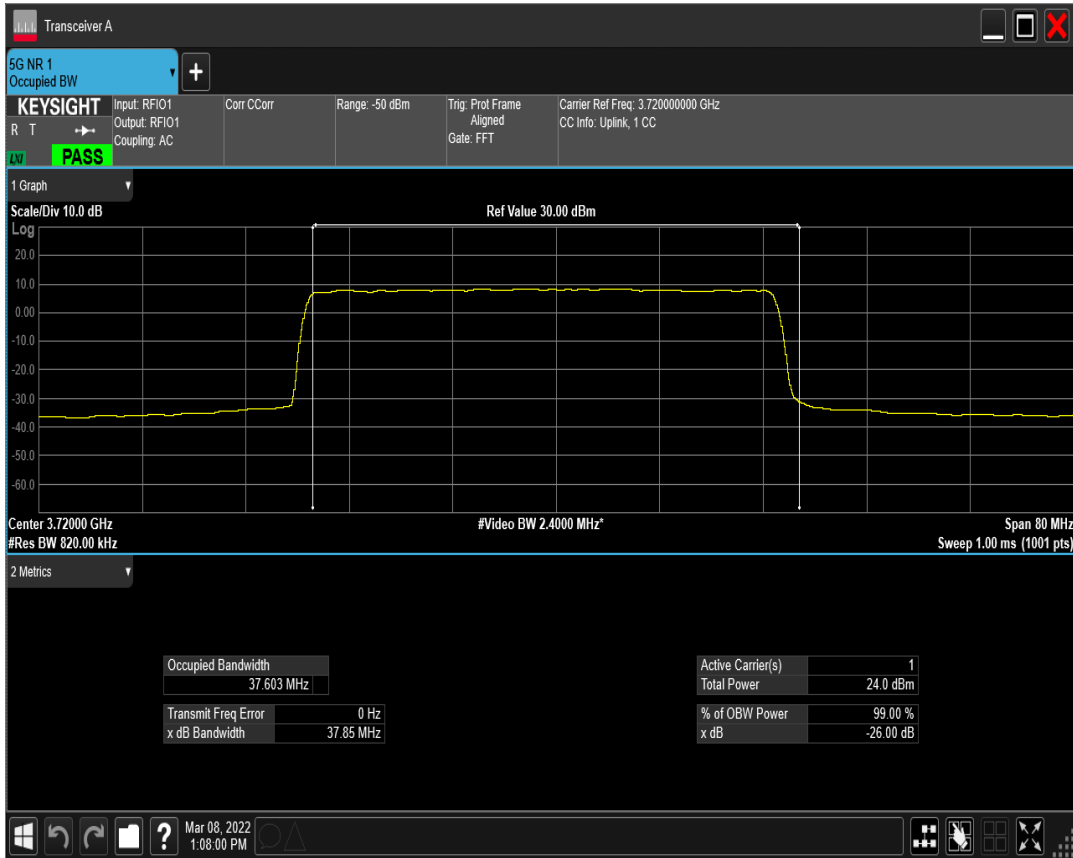 Transceiver A
5G NR 1
Occupied BW
+
KEYSIGHT
R T
LXI
PASS
Input: RFIO1
Output: RFIO1
Coupling: AC
Corr CCorr
Range: -50 dBm
Trig: Prot Frame
Aligned
Gate: FFT
Carrier Ref Freq: 3.720000000 GHz
CC Info: Uplink, 1 CC
1 Graph
Scale/Div 10.0 dB
Ref Value 30.00 dBm
Log
20.0
10.0
0.00
-10.0
-20.0
-30.0
-40.0
-50.0
-60.0
Center 3.72000 GHz
#Video BW 2.4000 MHz*
Span 80 MHz
#Res BW 820.00 kHz
Sweep 1.00 ms (1001 pts)
2 Metrics
Occupied Bandwidth
37.603 MHz
Transmit Freq Error 0 Hz
x dB Bandwidth 37.85 MHz
Active Carrier(s) 1
Total Power 24.0 dBm
% of OBW Power 99.00 %
x dB -26.00 dB
?
Mar 08, 2022
1:08:00 PM